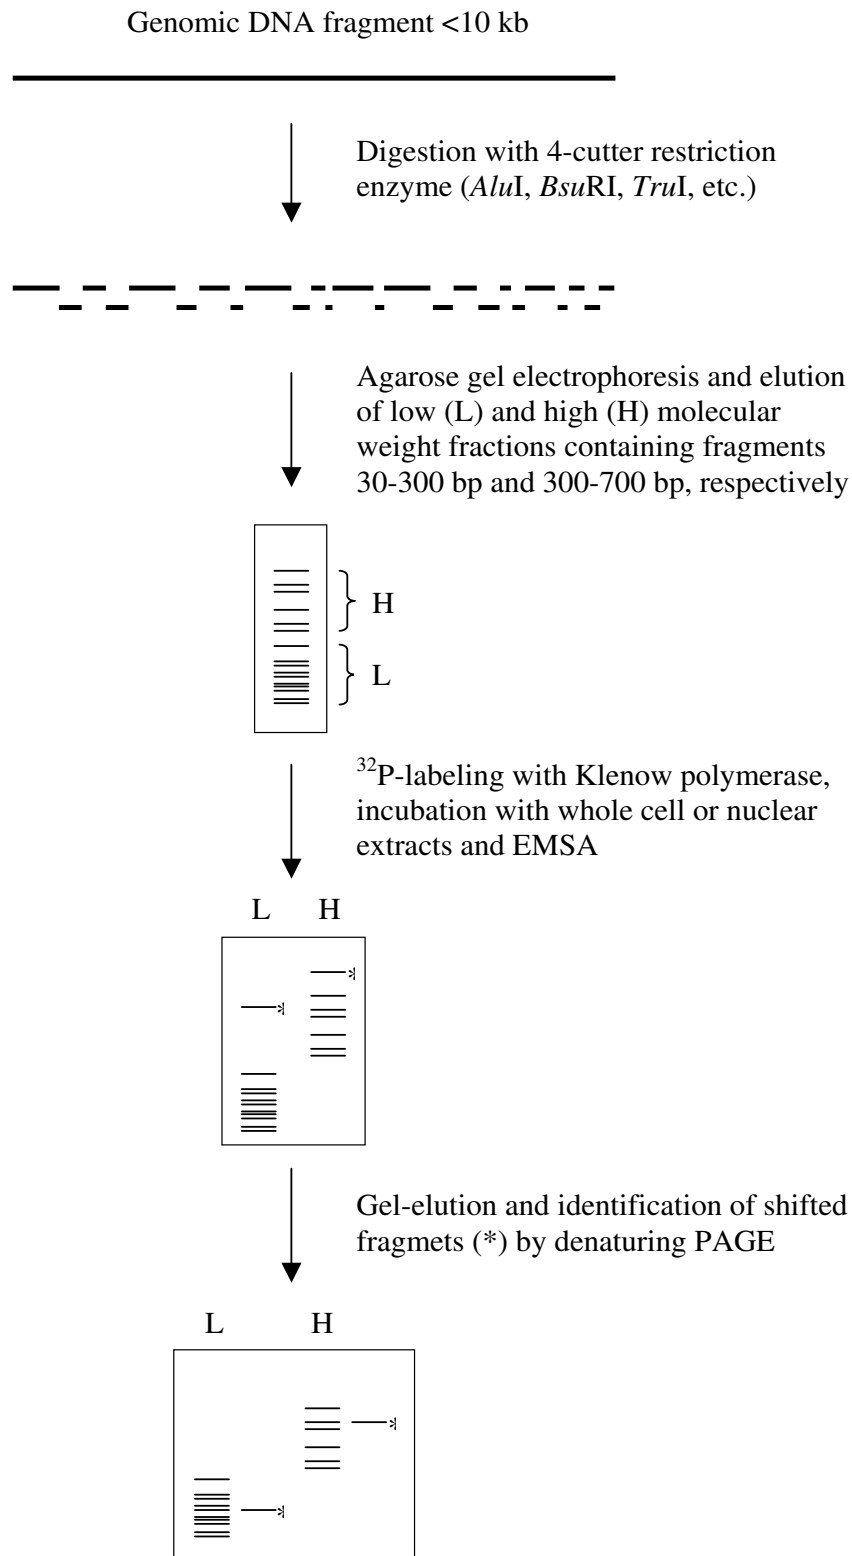 Genomic DNA fragment <10 kb
Digestion with 4-cutter restriction
enzyme (AluI, BsuRI, TruI, etc.)
Agarose gel electrophoresis and elution
of low (L) and high (H) molecular
weight fractions containing fragments
30-300 bp and 300-700 bp, respectively
H
L
32P-labeling with Klenow polymerase,
incubation with whole cell or nuclear
extracts and EMSA
L H
*
*
Gel-elution and identification of shifted
fragmets (*) by denaturing PAGE
L H
*
*